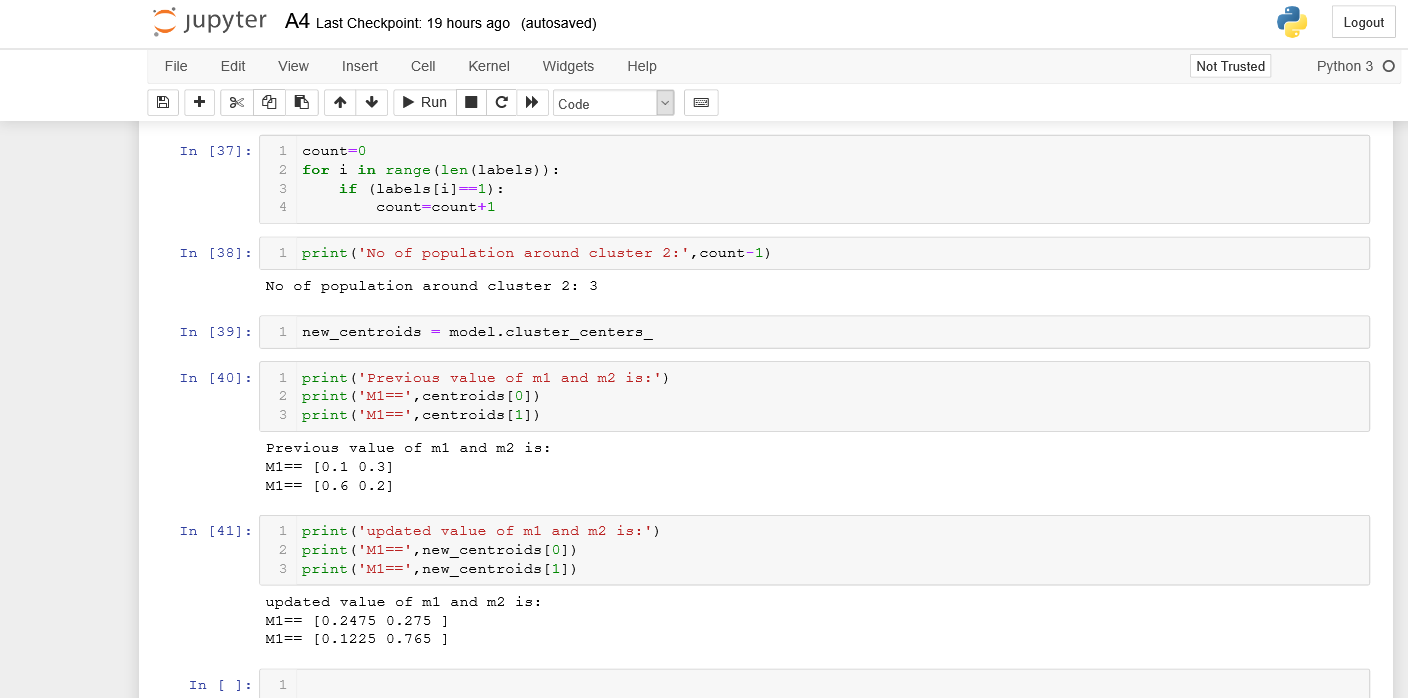 jupyter A4 Last Checkpoint: 19 hours ago (autosaved) Logout
File Edit View Insert Cell Kernel Widgets Help Not Trusted Python 3
Run Code
In [37]:
1 count=0
2 for i in range(len(labels)):
3     if (labels[i]==1):
4         count=count+1
In [38]:
1 print('No of population around cluster 2:',count-1)
No of population around cluster 2: 3
In [39]:
1 new_centroids = model.cluster_centers_
In [40]:
1 print('Previous value of m1 and m2 is:')
2 print('M1==',centroids[0])
3 print('M1==',centroids[1])
Previous value of m1 and m2 is:
M1== [0.1 0.3]
M1== [0.6 0.2]
In [41]:
1 print('updated value of m1 and m2 is:')
2 print('M1==',new_centroids[0])
3 print('M1==',new_centroids[1])
updated value of m1 and m2 is:
M1== [0.2475 0.275 ]
M1== [0.1225 0.765 ]
In [ ]:
1